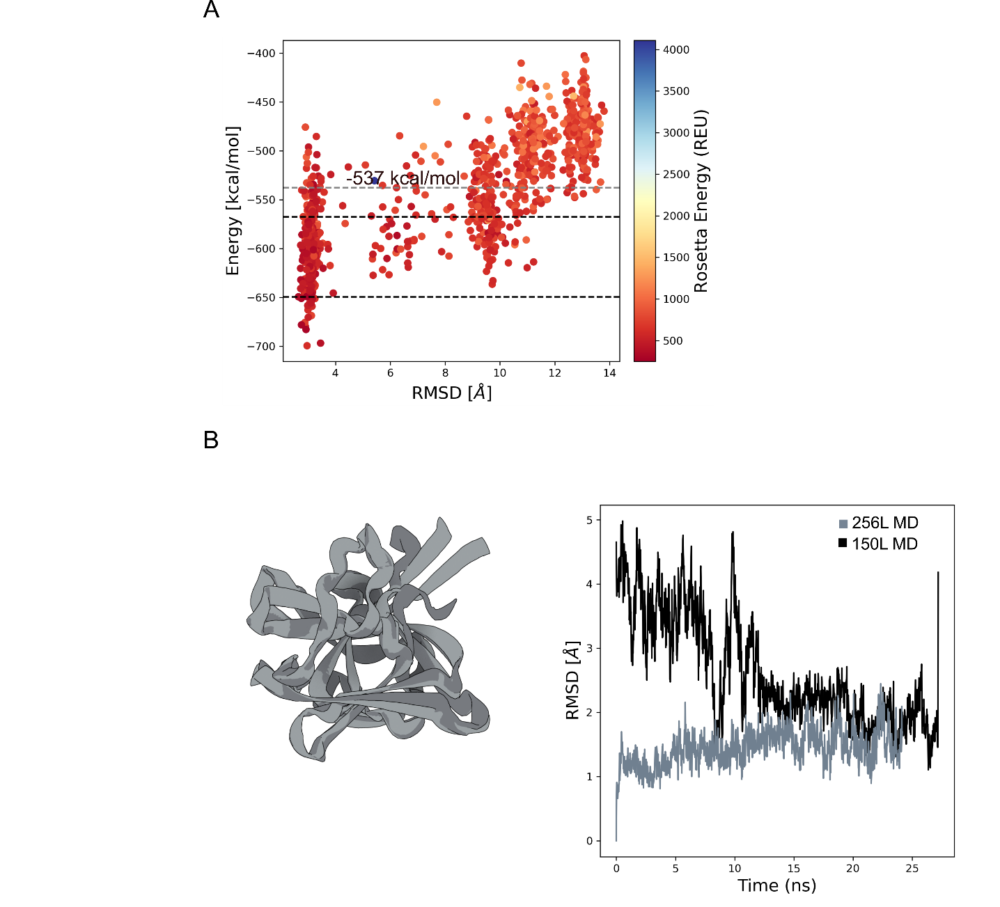 A
Energy [kcal/mol]
−400
−450
−500
−550
−600
−650
−700
-537 kcal/mol
4 6 8 10 12 14
RMSD [Å]
4000
3500
3000
2500
2000
1500
1000
500
Rosetta Energy (REU)
B
RMSD [Å]
5
4
3
2
1
0
256L MD
150L MD
0 5 10 15 20 25
Time (ns)